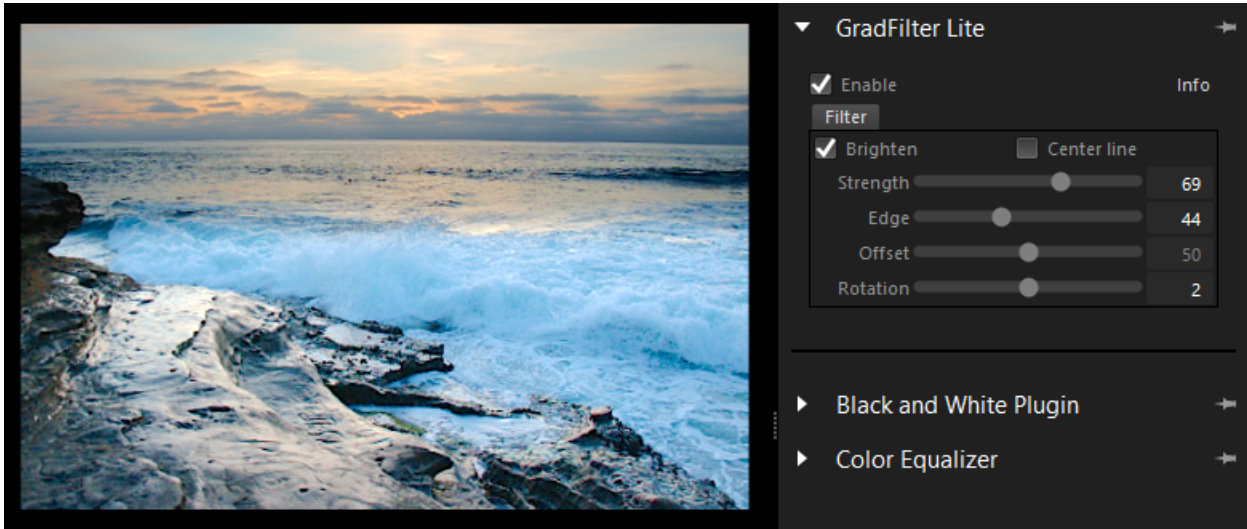 GradFilter Lite
Enable Info
Filter
Brighten Center line
Strength 69
Edge 44
Offset 50
Rotation 2
Black and White Plugin
Color Equalizer